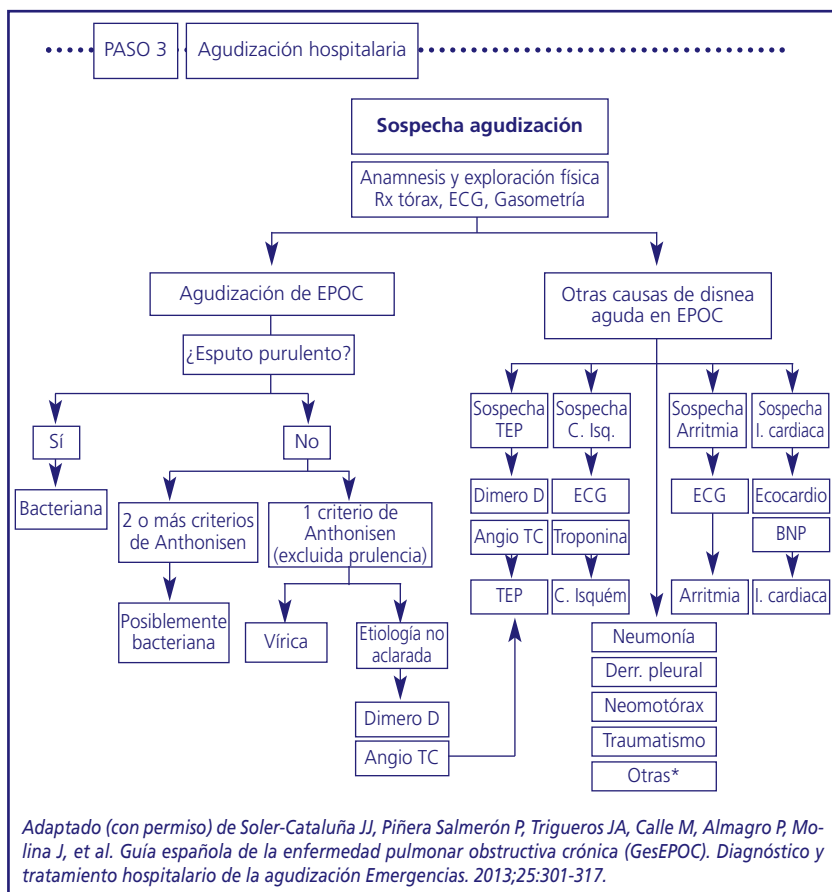 PASO 3
Agudización hospitalaria
Sospecha agudización
Anamnesis y exploración física
Rx tórax, ECG, Gasometría
Agudización de EPOC
¿Esputo purulento?
Sí
No
Bacteriana
2 o más criterios
de Anthonisen
1 criterio de
Anthonisen
(excluida prulencia)
Posiblemente
bacteriana
Vírica
Etiología no
aclarada
Dimero D
Angio TC
Otras causas de disnea
aguda en EPOC
Sospecha
TEP
Sospecha
C. Isq.
Sospecha
Arritmia
Sospecha
I. cardiaca
Dimero D
ECG
ECG
Ecocardio
Angio TC
Troponina
BNP
TEP
C. Isquém
Arritmia
I. cardiaca
Neumonía
Derr. pleural
Neomotórax
Traumatismo
Otras*
Adaptado (con permiso) de Soler-Cataluña JJ, Piñera Salmerón P, Trigueros JA, Calle M, Almagro P, Mo-
lina J, et al. Guía española de la enfermedad pulmonar obstructiva crónica (GesEPOC). Diagnóstico y
tratamiento hospitalario de la agudización Emergencias. 2013;25:301-317.